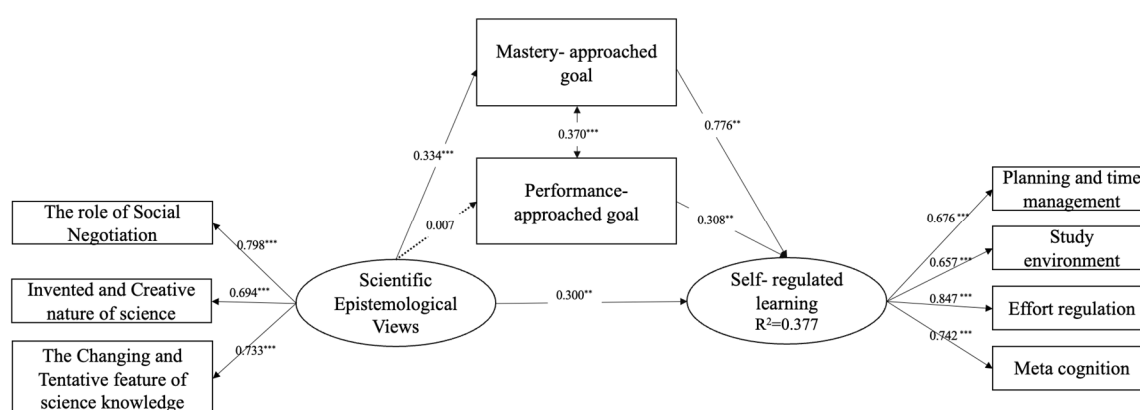 Mastery- approached
goal
0.776**
0.370***
0.334***
Performance-
approached goal
0.308**
0.007
The role of Social
Negotiation
0.798***
Invented and Creative
nature of science
0.694***
The Changing and
Tentative feature of
science knowledge
0.733***
Scientific
Epistemological
Views
0.300**
Self- regulated
learning
R²=0.377
Planning and time
management
0.676***
Study
environment
0.657***
Effort regulation
0.847***
Meta cognition
0.742***